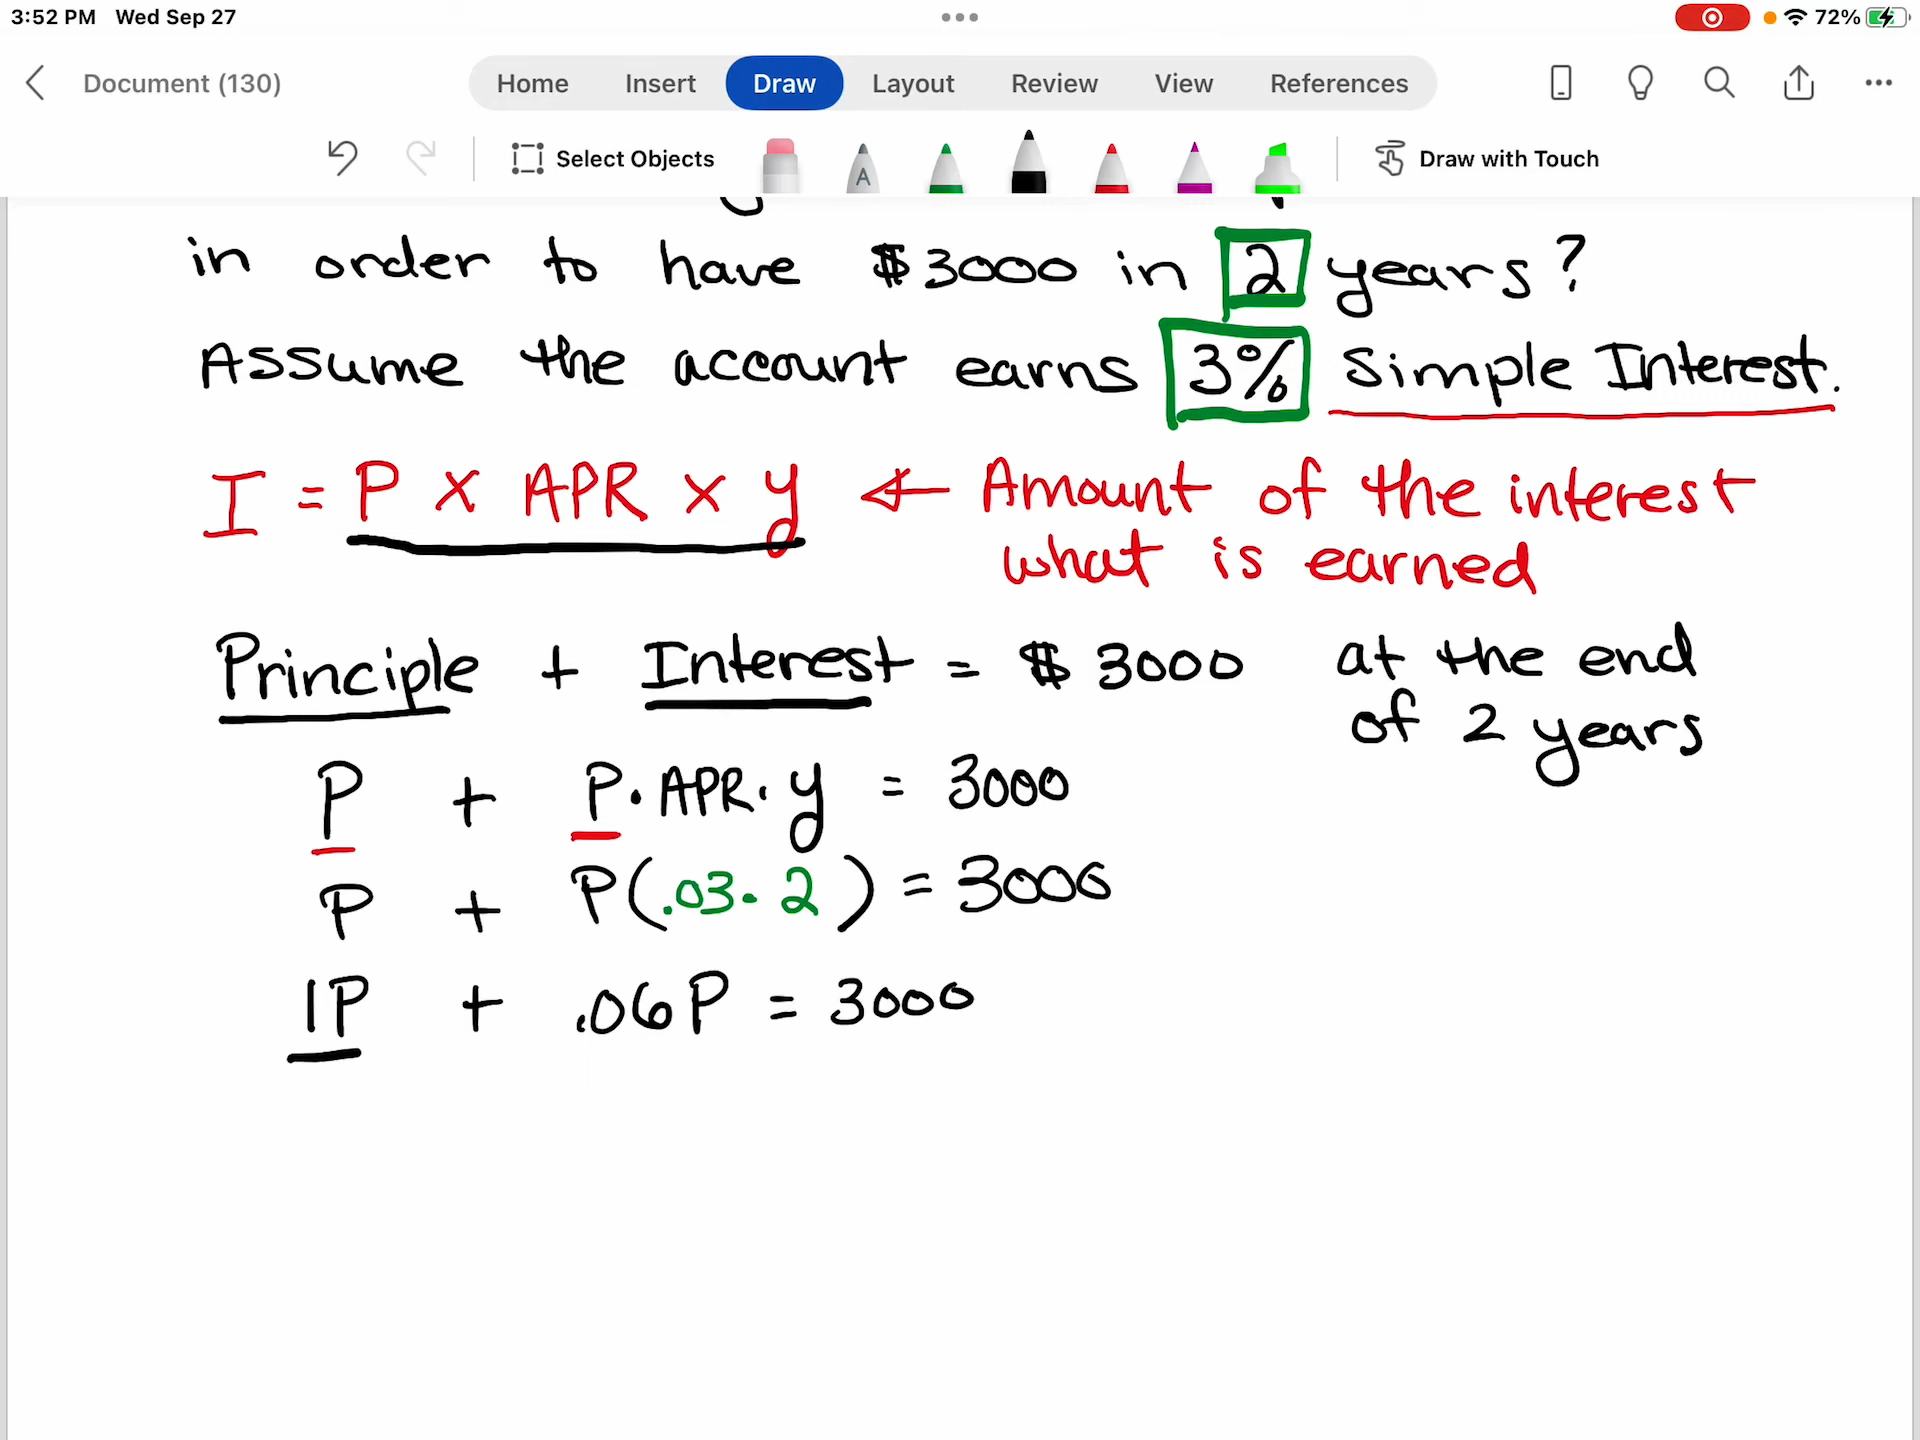 3:52 PM Wed Sep 27
72%
Document (130)
Home Insert Draw Layout Review View References
Select Objects
A
Draw with Touch
in order to have $3000 in 2 years?
Assume the account earns 3% Simple Interest.
I = P x APR x y ← Amount of the interest
what is earned
Principle + Interest = $ 3000 at the end
of 2 years
P + P · APR · y = 3000
P + P(.03 · 2) = 3000
1P + .06P = 3000